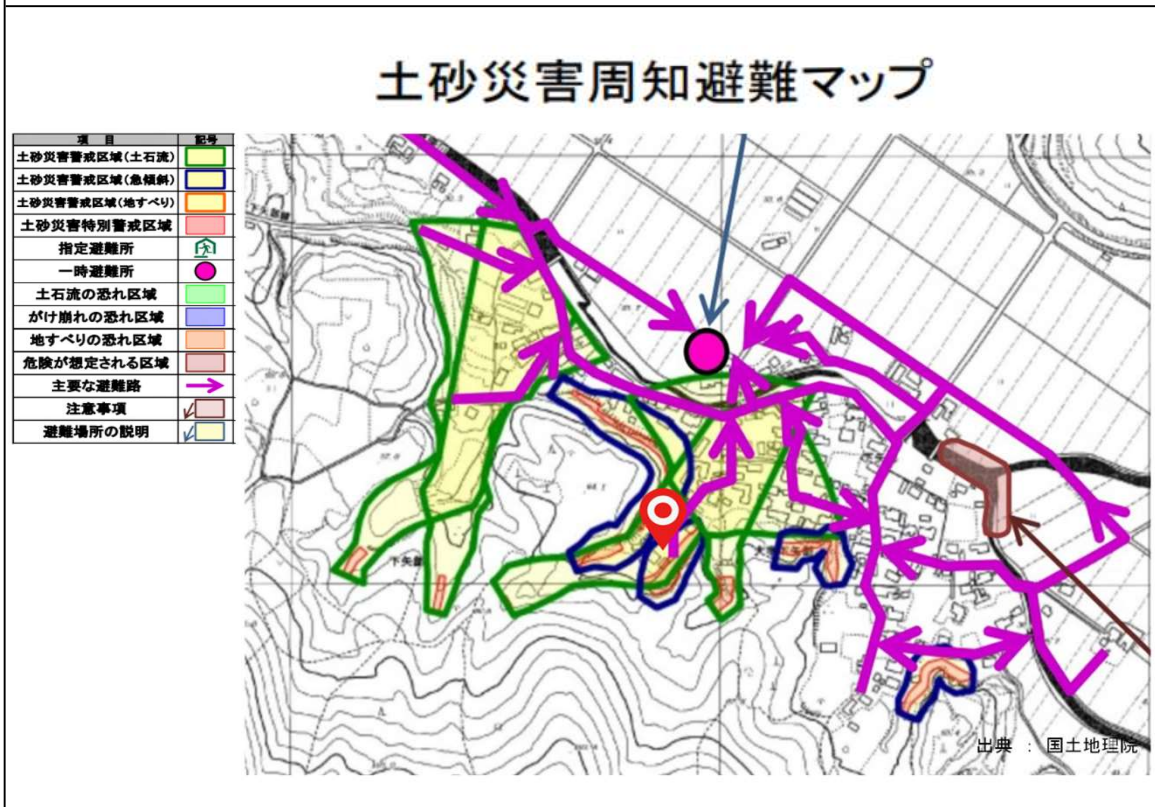 土砂災害周知避難マップ
項 目 記号
土砂災害警戒区域(土石流)
土砂災害警戒区域(急傾斜)
土砂災害警戒区域(地すべり)
土砂災害特別警戒区域
指定避難所
一時避難所
土石流の恐れ区域
がけ崩れの恐れ区域
地すべりの恐れ区域
危険が想定される区域
主要な避難路
注意事項
避難場所の説明
下矢部
出典 : 国土地理院